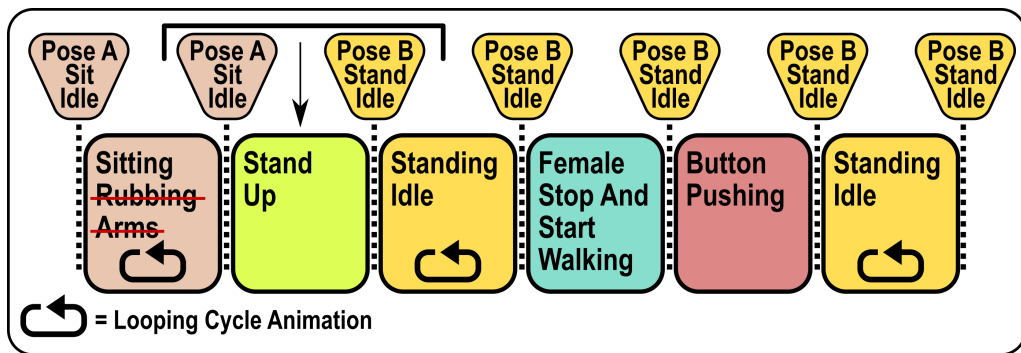 Pose A
Sit
Idle
Pose A
Sit
Idle
Pose B
Stand
Idle
Pose B
Stand
Idle
Pose B
Stand
Idle
Pose B
Stand
Idle
Pose B
Stand
Idle
Sitting
Rubbing
Arms
Stand
Up
Standing
Idle
Female
Stop And
Start
Walking
Button
Pushing
Standing
Idle
= Looping Cycle Animation